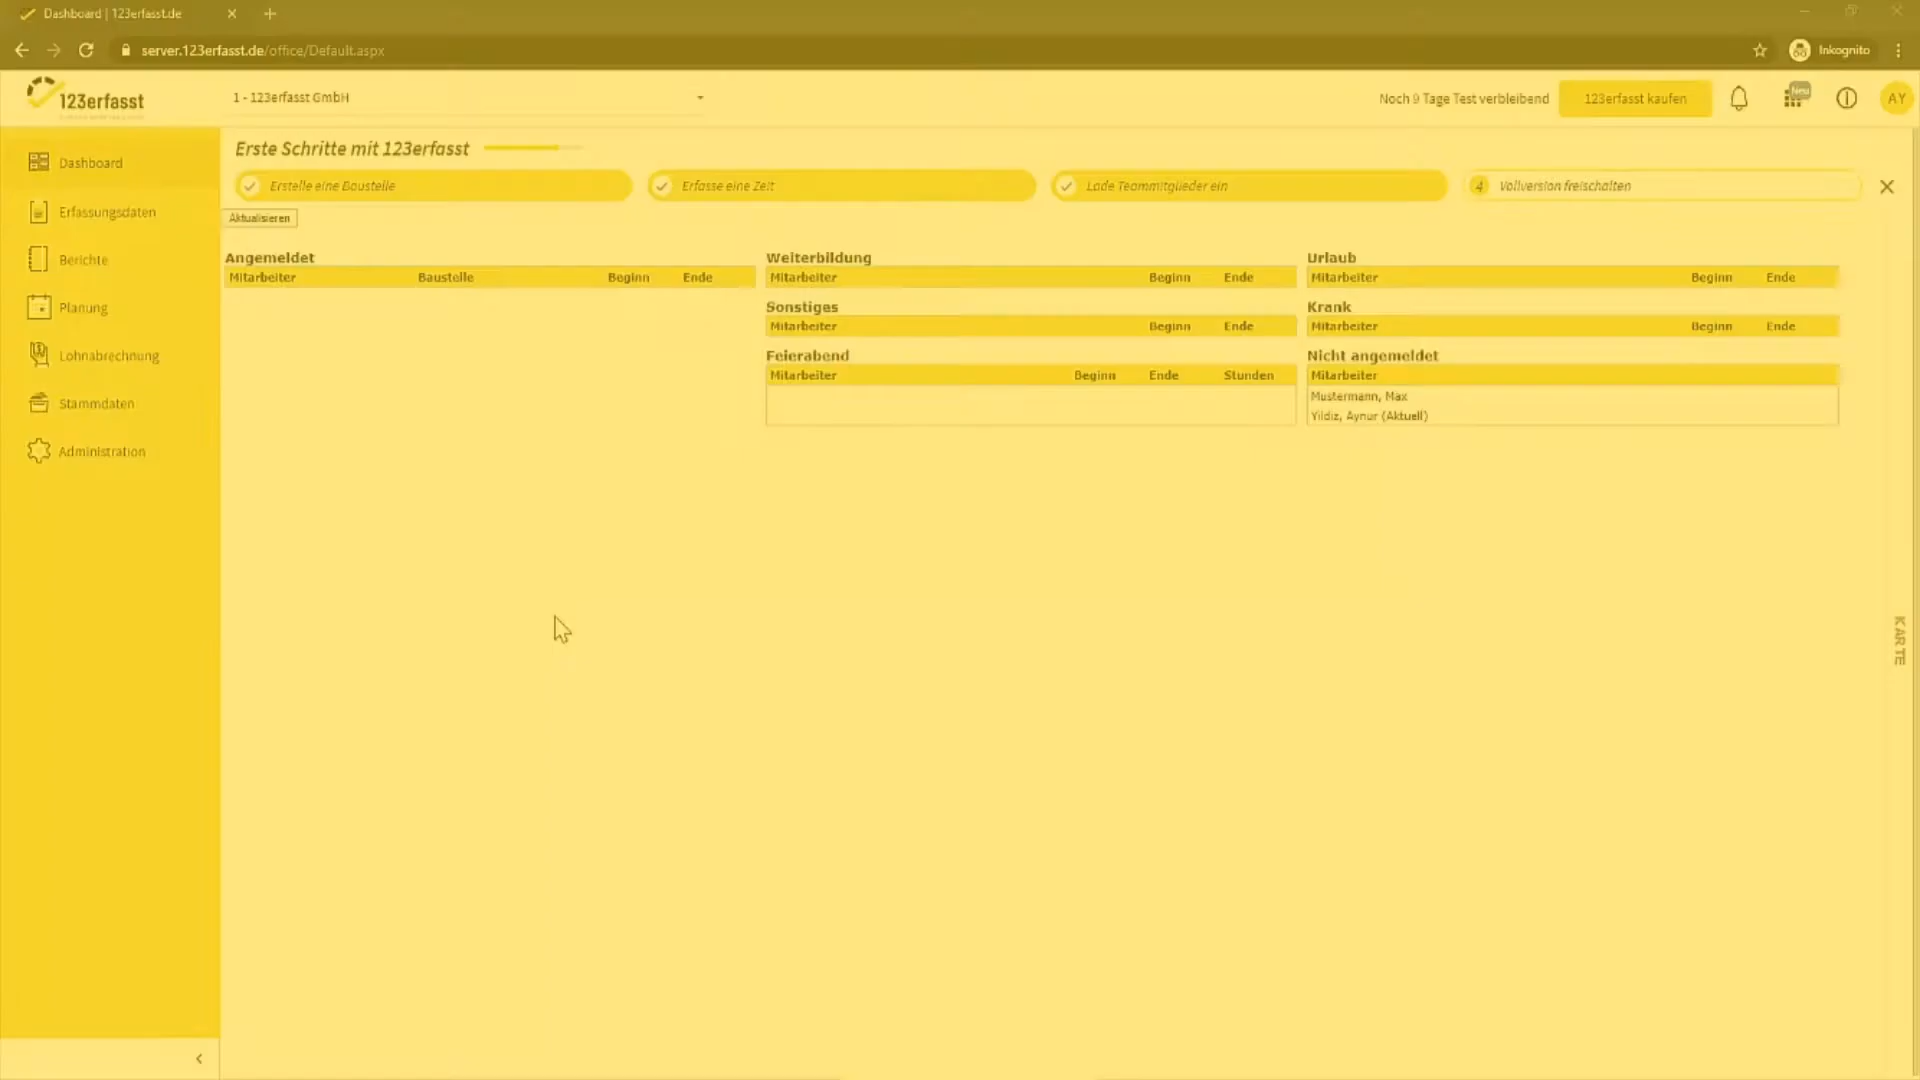 Dashboard | 123erfasst.de
server.123erfasst.de/office/Default.aspx
Inkognito
123erfasst
1 - 123erfasst GmbH
Noch 9 Tage Test verbleibend
123erfasst kaufen
Neu
AY
Dashboard
Erfassungsdaten
Berichte
Planung
Lohnabrechnung
Stammdaten
Administration
Erste Schritte mit 123erfasst
Erstelle eine Baustelle
Erfasse eine Zeit
Lade Teammitglieder ein
4 Vollversion freischalten
Aktualisieren
Angemeldet
Mitarbeiter Baustelle Beginn Ende
Weiterbildung
Mitarbeiter Beginn Ende
Sonstiges
Mitarbeiter Beginn Ende
Feierabend
Mitarbeiter Beginn Ende Stunden
Urlaub
Mitarbeiter Beginn Ende
Krank
Mitarbeiter Beginn Ende
Nicht angemeldet
Mitarbeiter
Mustermann, Max
Yildiz, Aynur (Aktuell)
KARTE